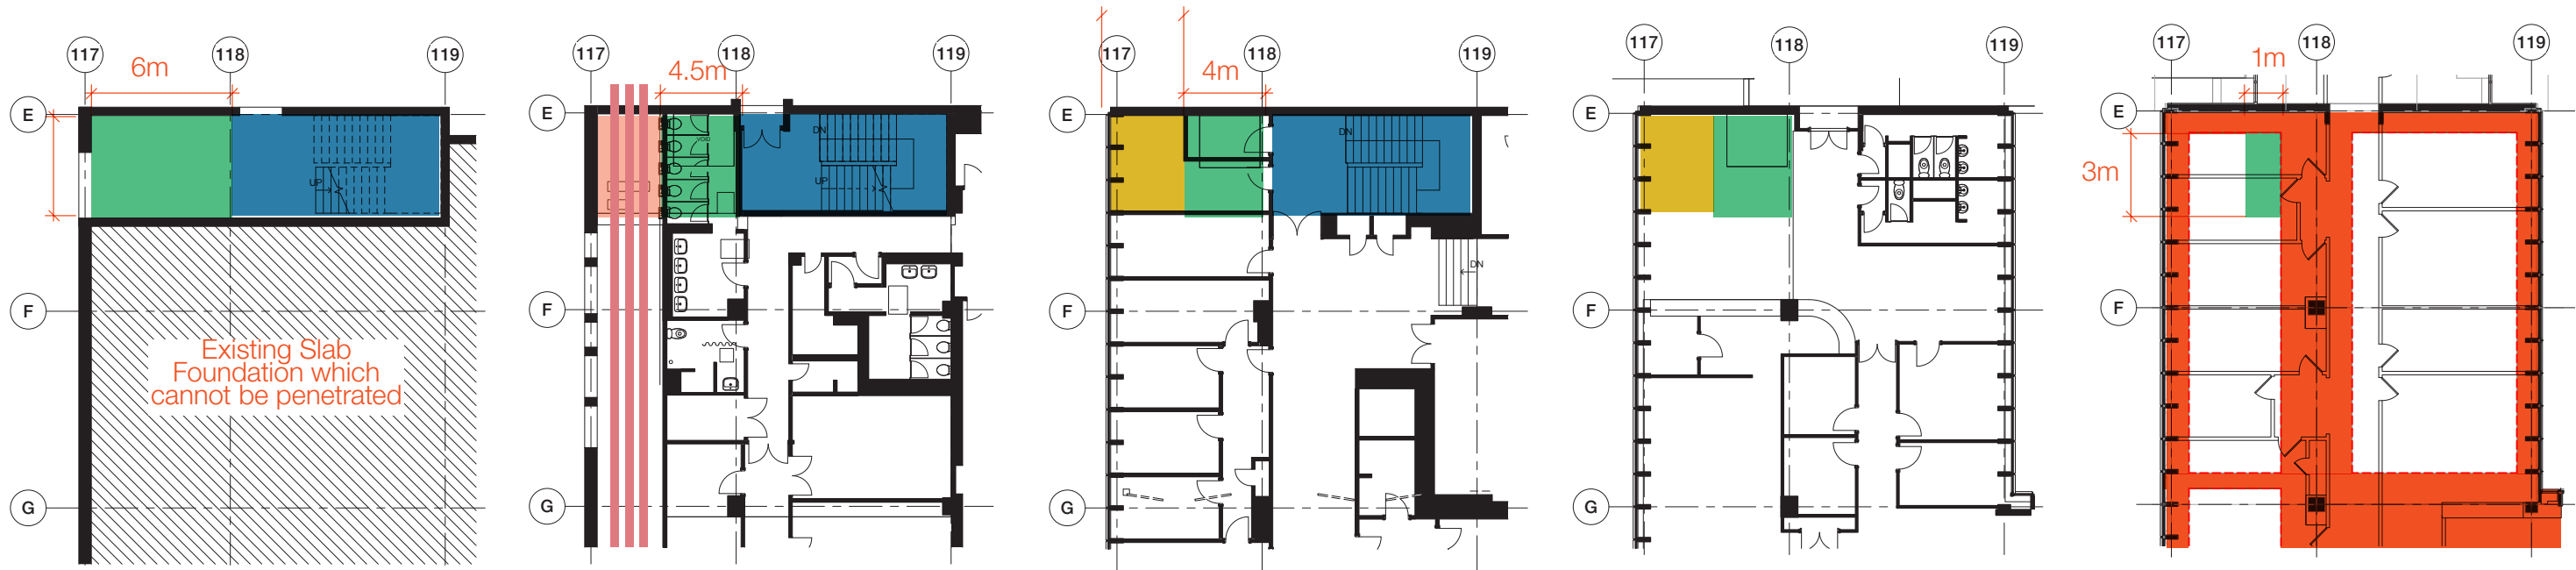 117
118
119
6m
E
UP
F
Existing Slab
Foundation which
cannot be penetrated
G
117
118
119
4.5m
E
VOID
DN
UP
F
G
117
118
119
4m
E
DN
DN
F
G
117
118
119
E
F
G
117
118
119
1m
E
3m
F
G